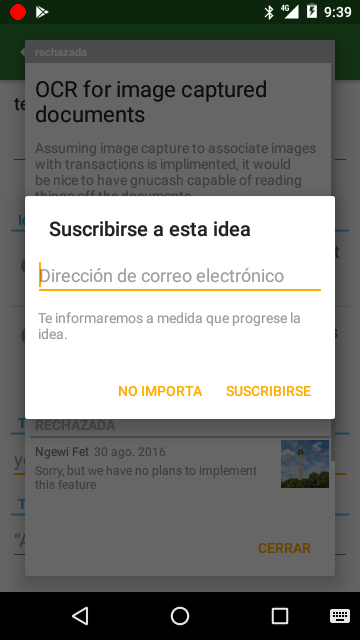 4G
9:39
rechazada
OCR for image captured
documents
Assuming image capture to associate images
with transactions is implimented, it would
be nice to have gnucash capable of reading
things off the documents.
Suscribirse a esta idea
Dirección de correo electrónico
Te informaremos a medida que progrese la
idea.
NO IMPORTA
SUSCRIBIRSE
RECHAZADA
Ngewi Fet 30 ago. 2016
Sorry, but we have no plans to implement
this feature
CERRAR